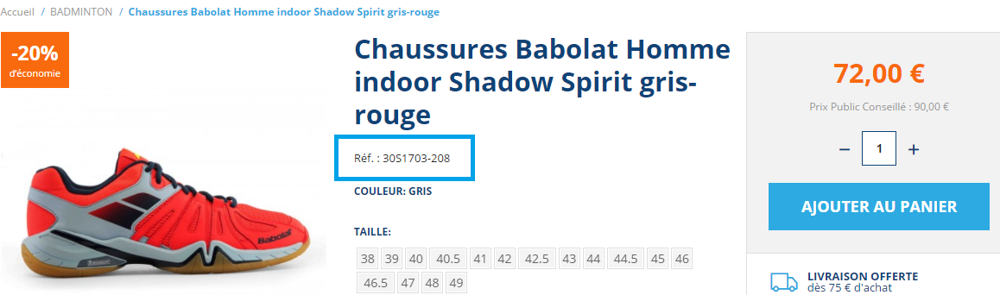 Accueil / BADMINTON / Chaussures Babolat Homme indoor Shadow Spirit gris-rouge
-20%
d'économie
Babolat
Chaussures Babolat Homme
indoor Shadow Spirit gris-
rouge
Réf. : 30S1703-208
COULEUR: GRIS
TAILLE:
38 39 40 40.5 41 42 42.5 43 44 44.5 45 46
46.5 47 48 49
72,00 €
Prix Public Conseillé : 90,00 €
− 1 +
AJOUTER AU PANIER
LIVRAISON OFFERTE
dès 75 € d'achat